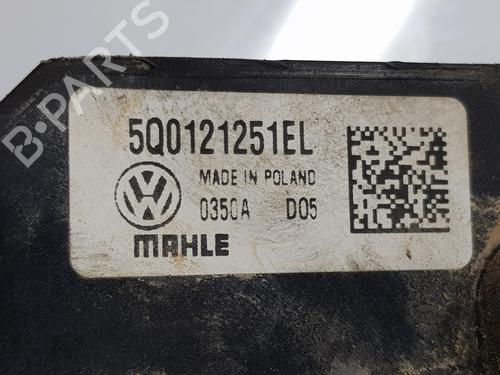 5Q0121251EL
MADE IN POLAND
0350A D05
MAHLE
B-PARTS